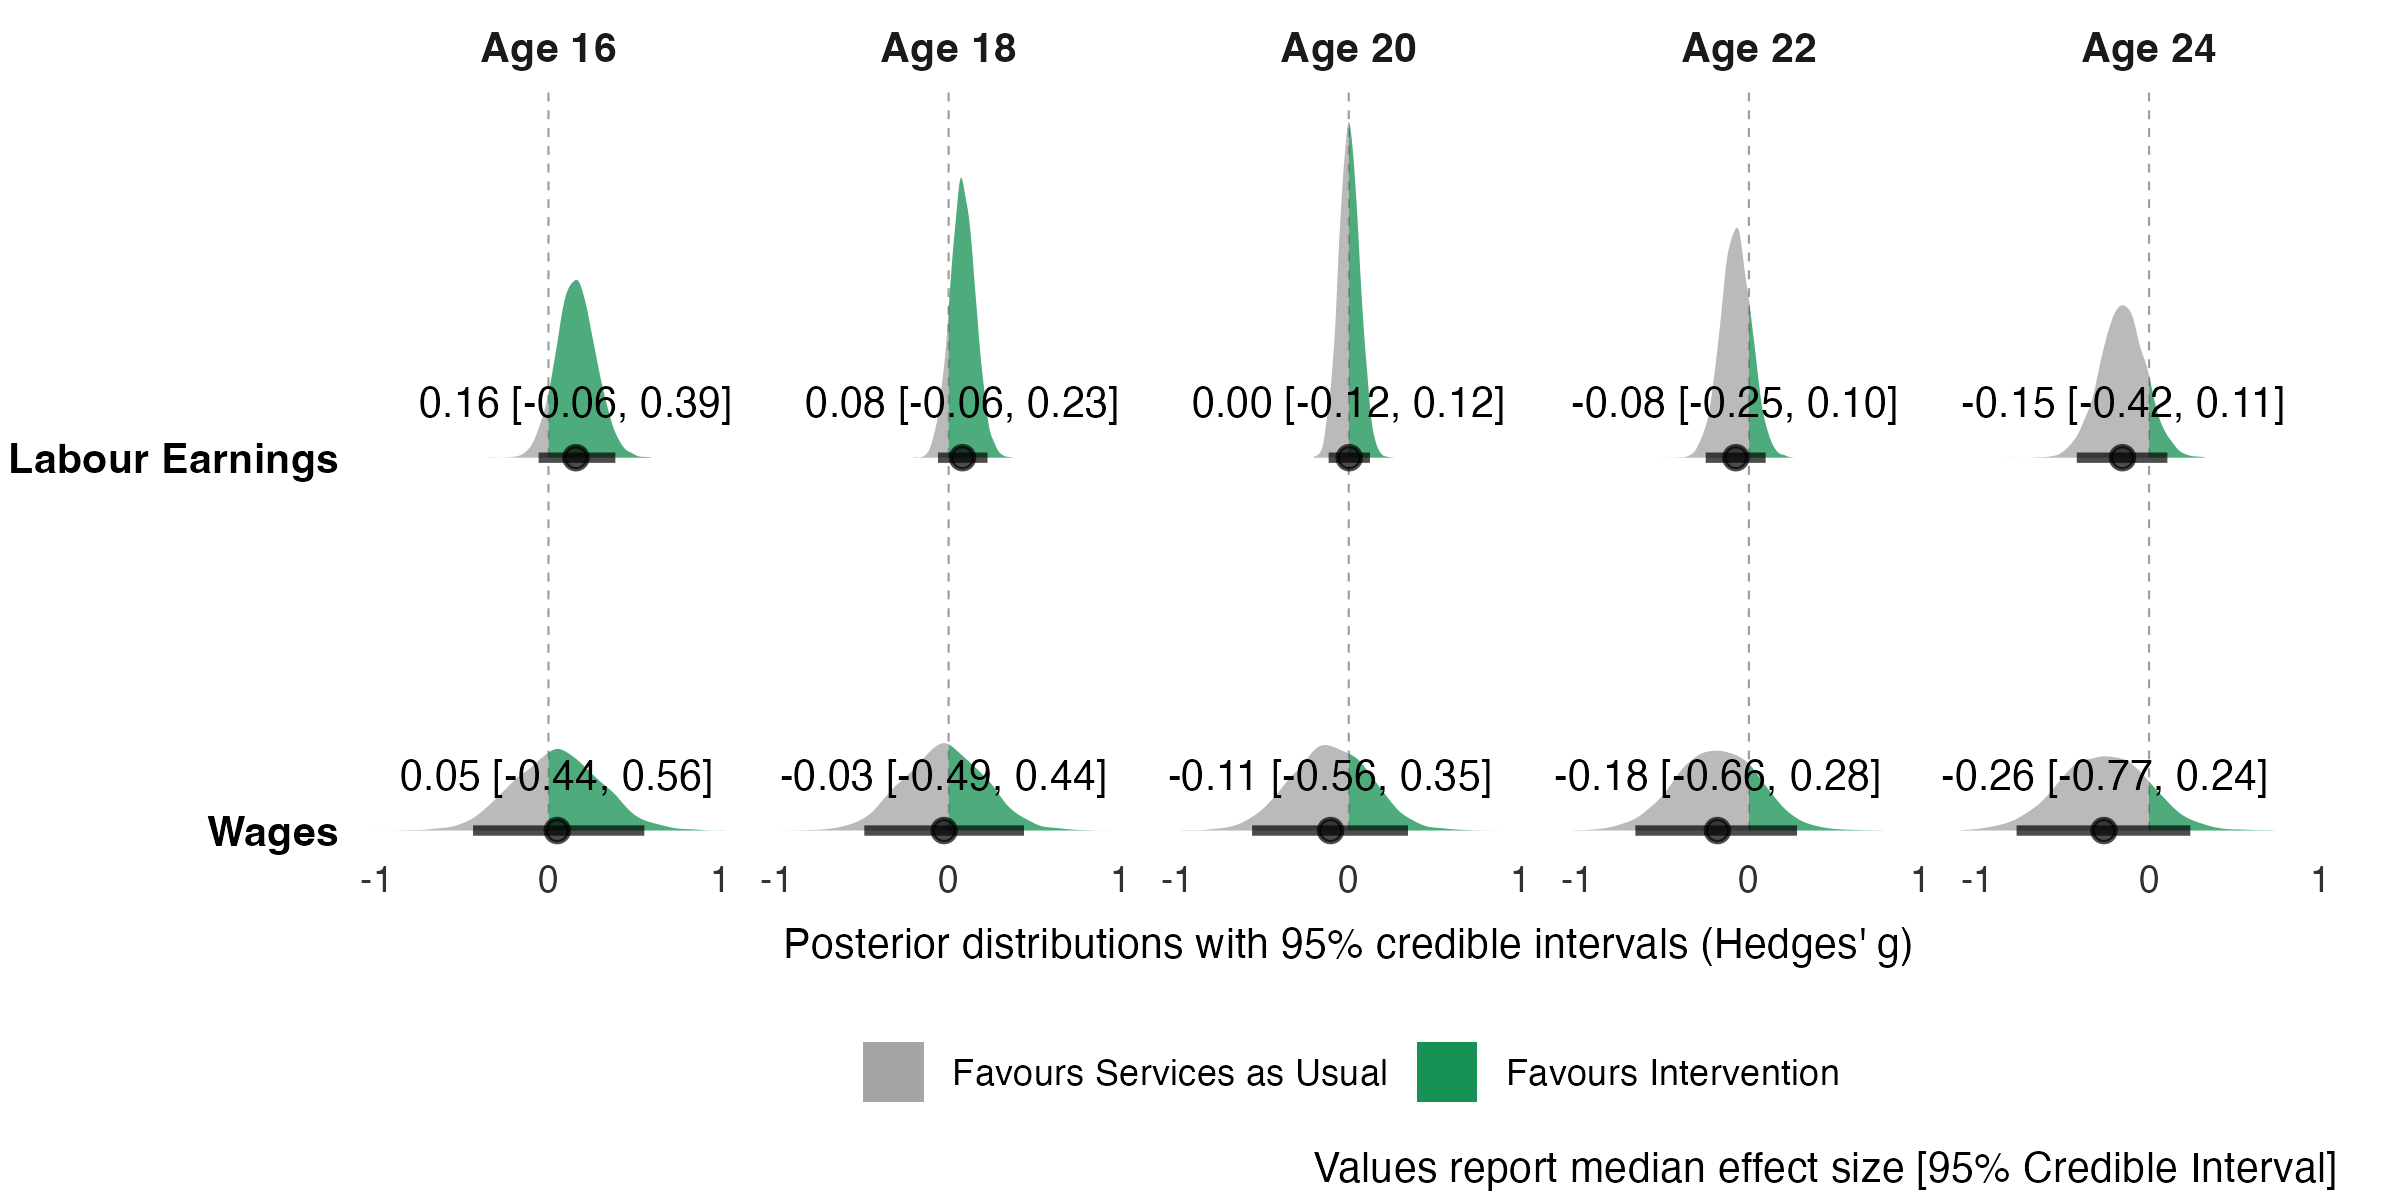 Age 16 Age 18 Age 20 Age 22 Age 24
0.16 [-0.06, 0.39] 0.08 [-0.06, 0.23] 0.00 [-0.12, 0.12] -0.08 [-0.25, 0.10] -0.15 [-0.42, 0.11]
Labour Earnings
0.05 [-0.44, 0.56] -0.03 [-0.49, 0.44] -0.11 [-0.56, 0.35] -0.18 [-0.66, 0.28] -0.26 [-0.77, 0.24]
Wages
-1 0 1 -1 0 1 -1 0 1 -1 0 1 -1 0 1
Posterior distributions with 95% credible intervals (Hedges' g)
Favours Services as Usual Favours Intervention
Values report median effect size [95% Credible Interval]